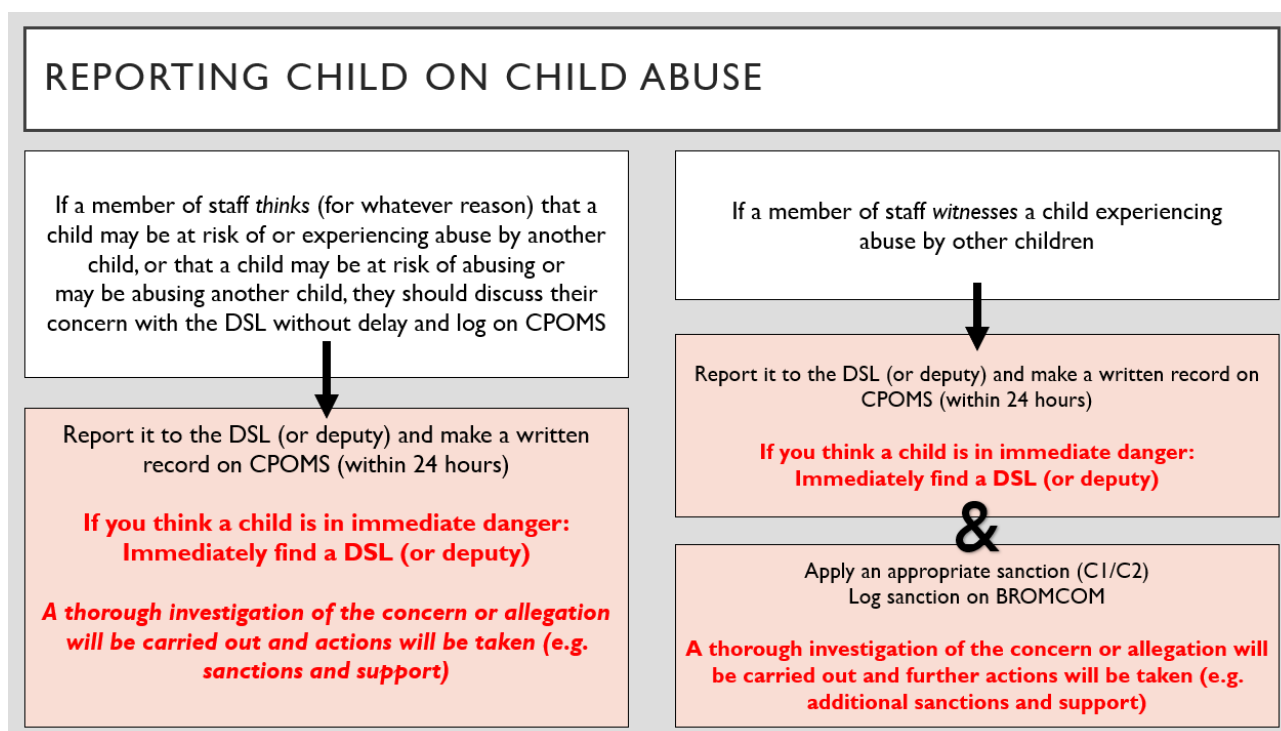 REPORTING CHILD ON CHILD ABUSE
If a member of staff thinks (for whatever reason) that a
child may be at risk of or experiencing abuse by another
child, or that a child may be at risk of abusing or
may be abusing another child, they should discuss their
concern with the DSL without delay and log on CPOMS
Report it to the DSL (or deputy) and make a written
record on CPOMS (within 24 hours)
If you think a child is in immediate danger:
Immediately find a DSL (or deputy)
A thorough investigation of the concern or allegation
will be carried out and actions will be taken (e.g.
sanctions and support)
If a member of staff witnesses a child experiencing
abuse by other children
Report it to the DSL (or deputy) and make a written record on
CPOMS (within 24 hours)
If you think a child is in immediate danger:
Immediately find a DSL (or deputy)
&
Apply an appropriate sanction (C1/C2)
Log sanction on BROMCOM
A thorough investigation of the concern or allegation will
be carried out and further actions will be taken (e.g.
additional sanctions and support)